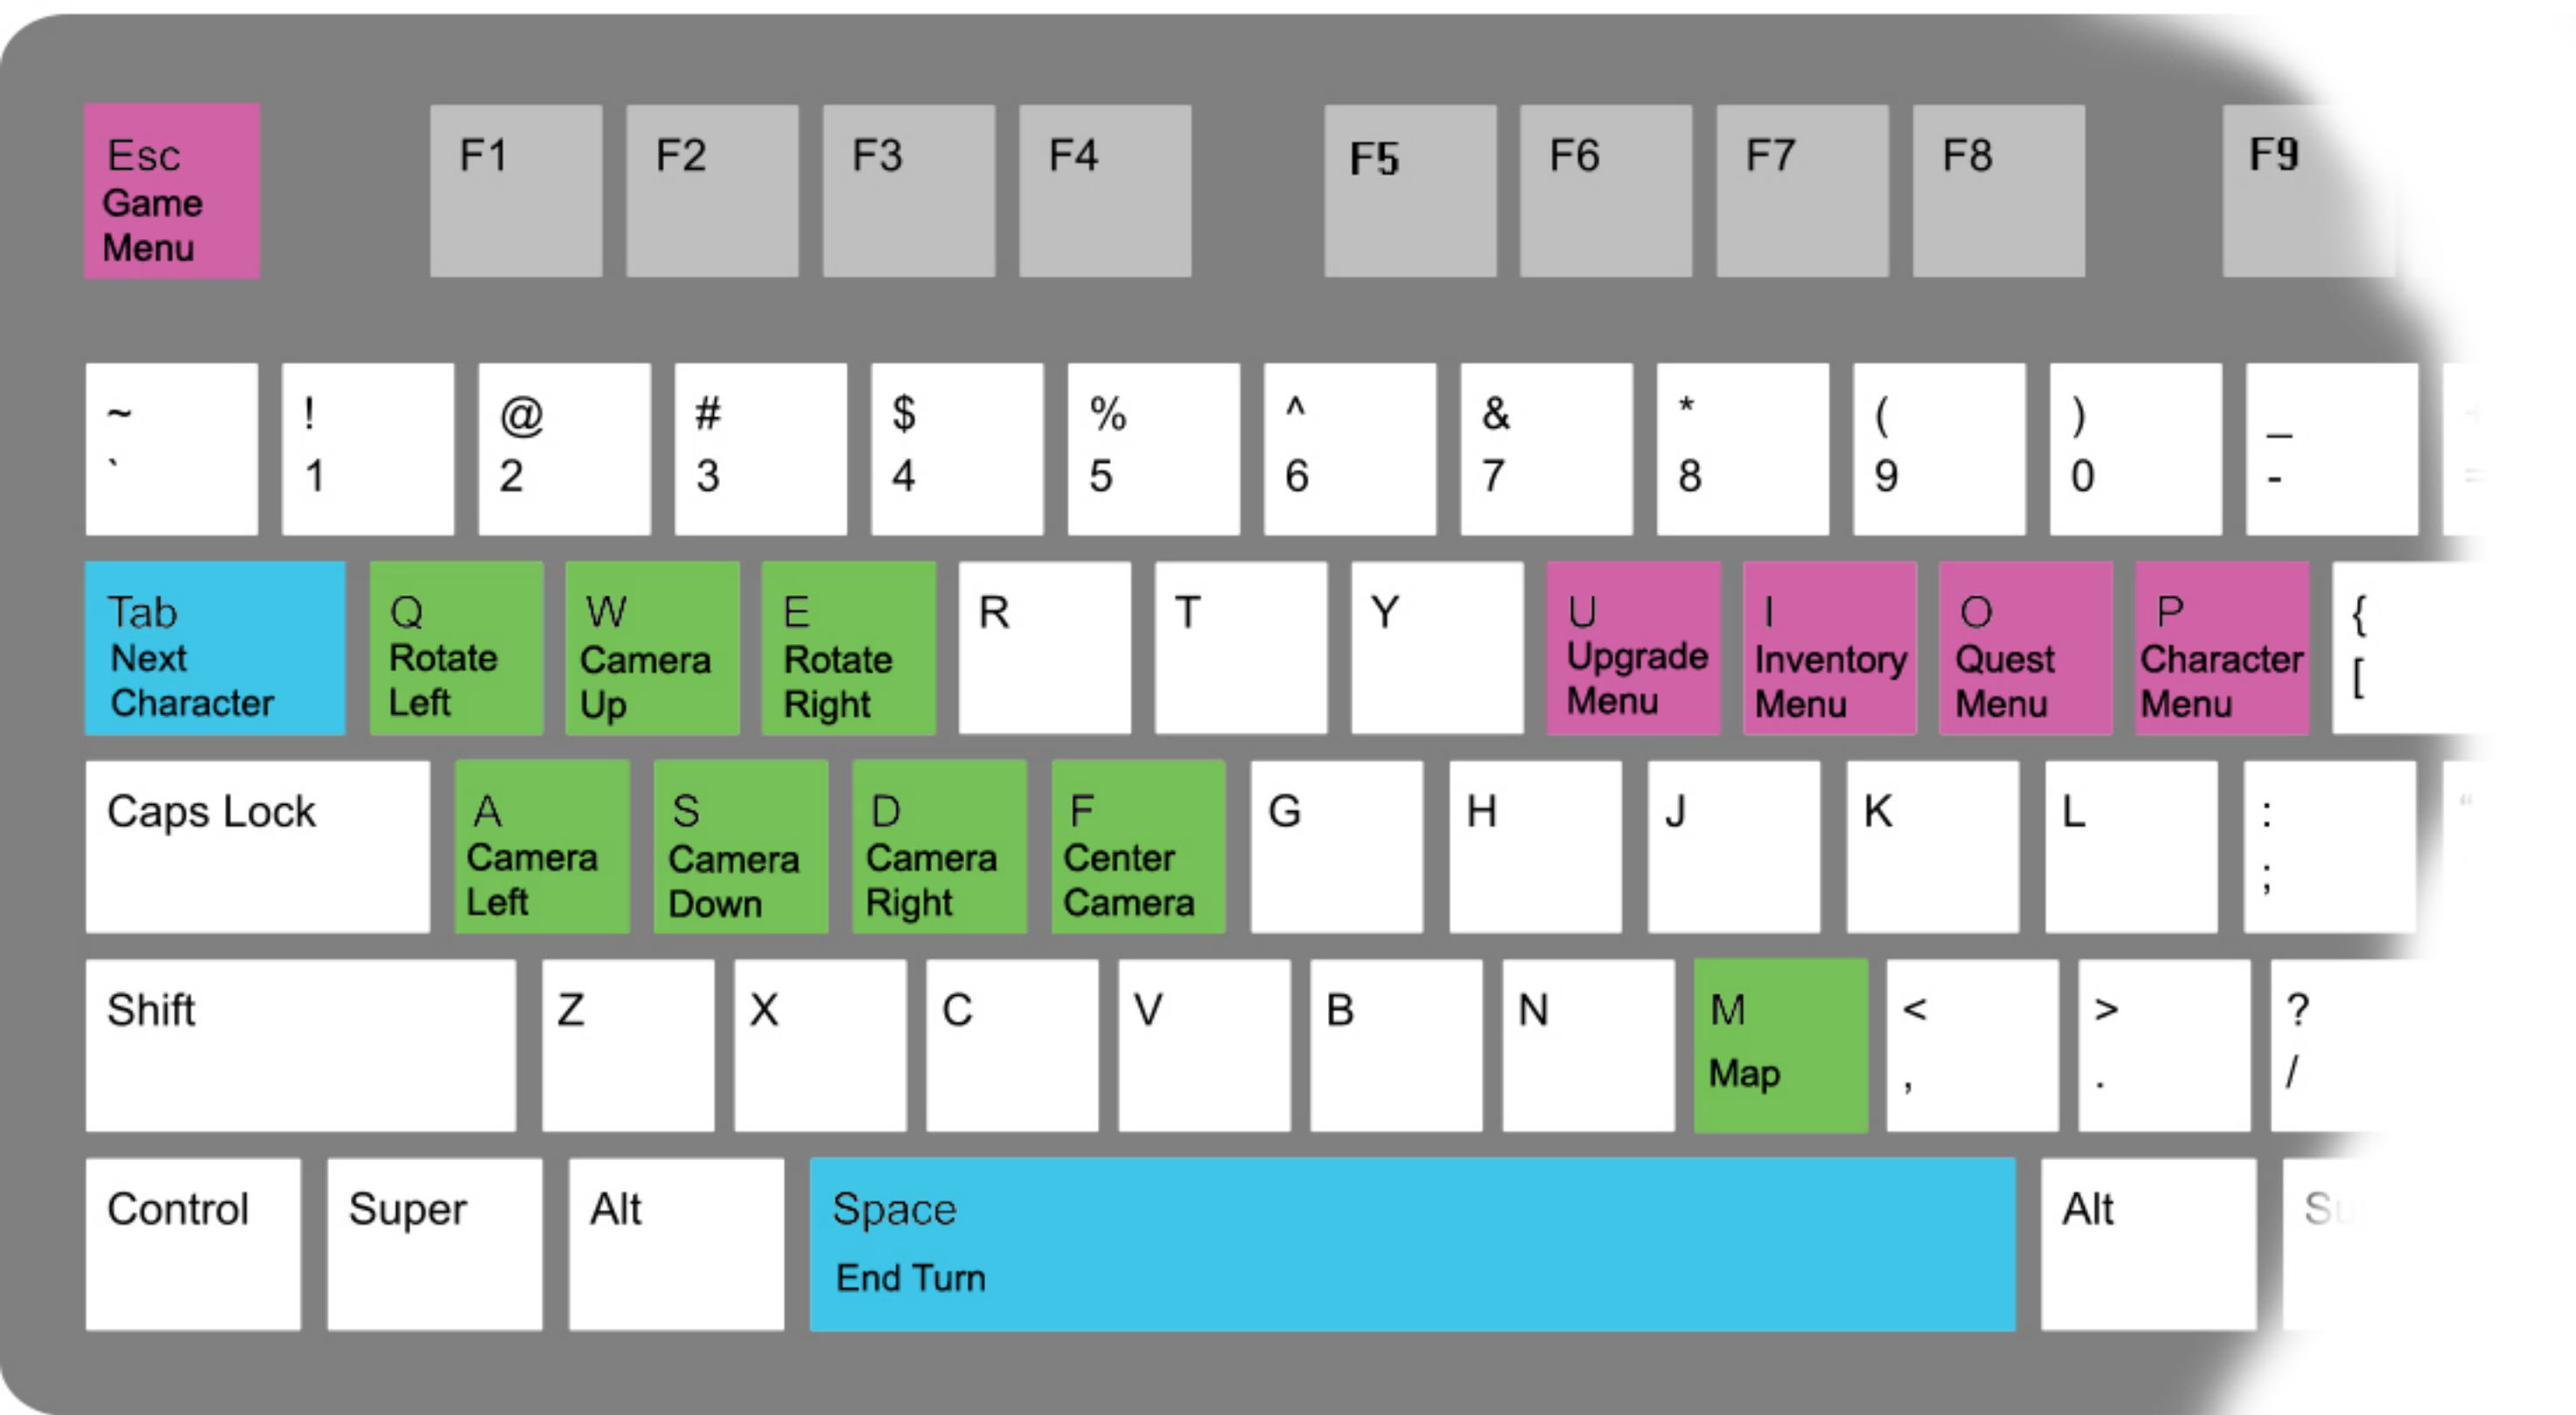 Esc
Game
Menu
F1
F2
F3
F4
F5
F6
F7
F8
F9
~
`
!
1
@
2
#
3
$
4
%
5
^
6
&
7
*
8
(
9
)
0
_
-
+
=
Tab
Next
Character
Q
Rotate
Left
W
Camera
Up
E
Rotate
Right
R
T
Y
U
Upgrade
Menu
I
Inventory
Menu
O
Quest
Menu
P
Character
Menu
{
[
Caps Lock
A
Camera
Left
S
Camera
Down
D
Camera
Right
F
Center
Camera
G
H
J
K
L
:
;
“
Shift
Z
X
C
V
B
N
M
Map
<
,
>
.
?
/
Control
Super
Alt
Space
End Turn
Alt